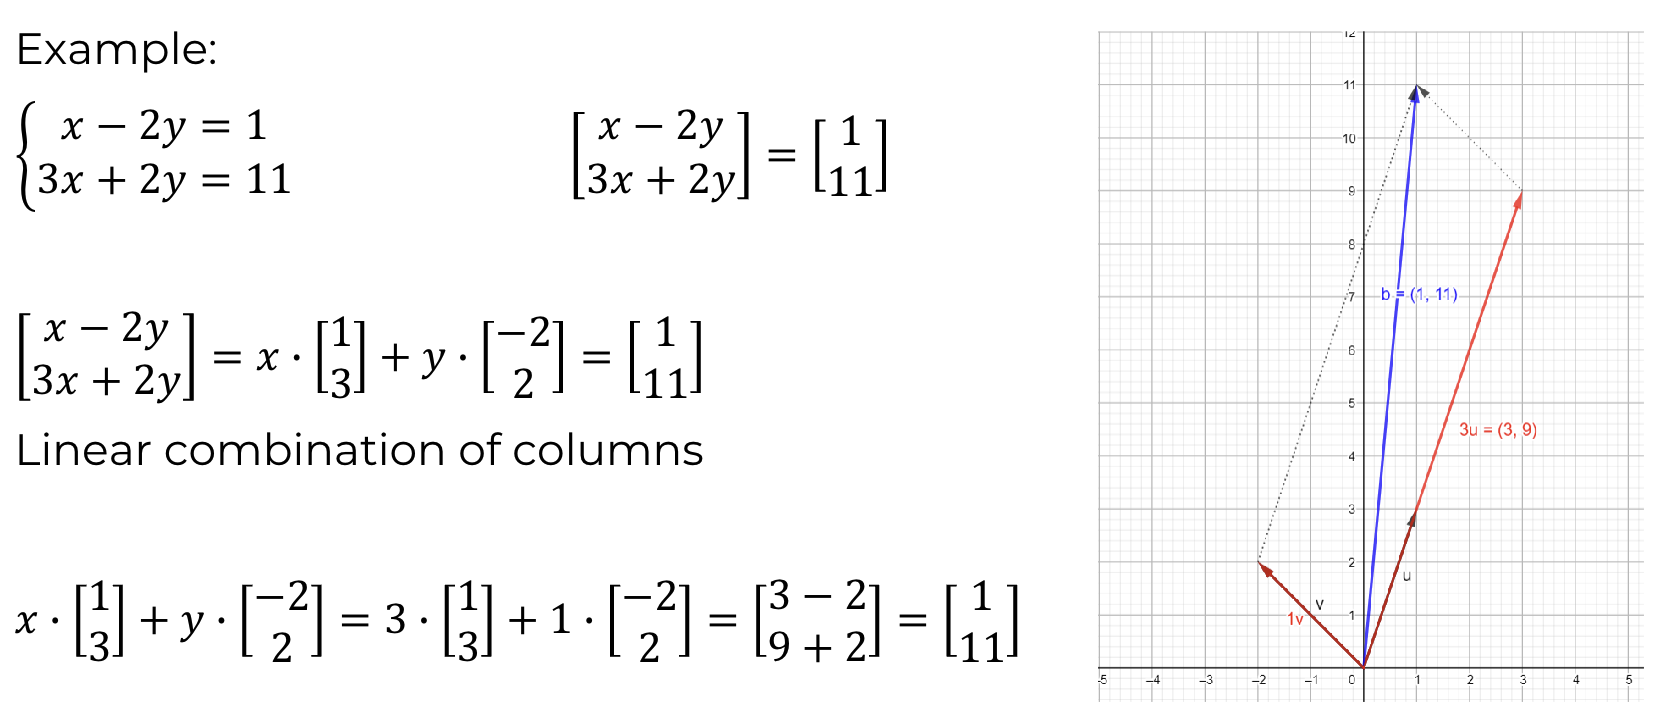 Example:
{ x − 2y = 1
3x + 2y = 11
[x − 2y
3x + 2y] = [1
11]
[x − 2y
3x + 2y] = x · [1
3] + y · [−2
2] = [1
11]
Linear combination of columns
x · [1
3] + y · [−2
2] = 3 · [1
3] + 1 · [−2
2] = [3 − 2
9 + 2] = [1
11]
12
11
10
9
8
7
6
5
4
3
2
1
b = (1, 11)
3u = (3, 9)
u
v
1v
-5 −4 −3 −2 −1 0 1 2 3 4 5